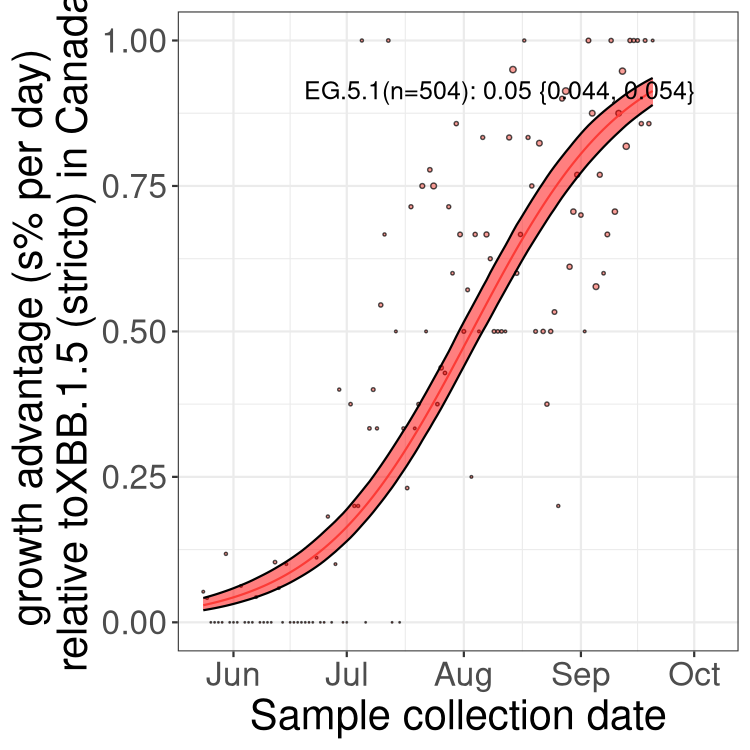 growth advantage (s% per day)
relative toXBB.1.5 (stricto) in Canada
1.00
0.75
0.50
0.25
0.00
EG.5.1(n=504): 0.05 {0.044, 0.054}
Jun Jul Aug Sep Oct
Sample collection date